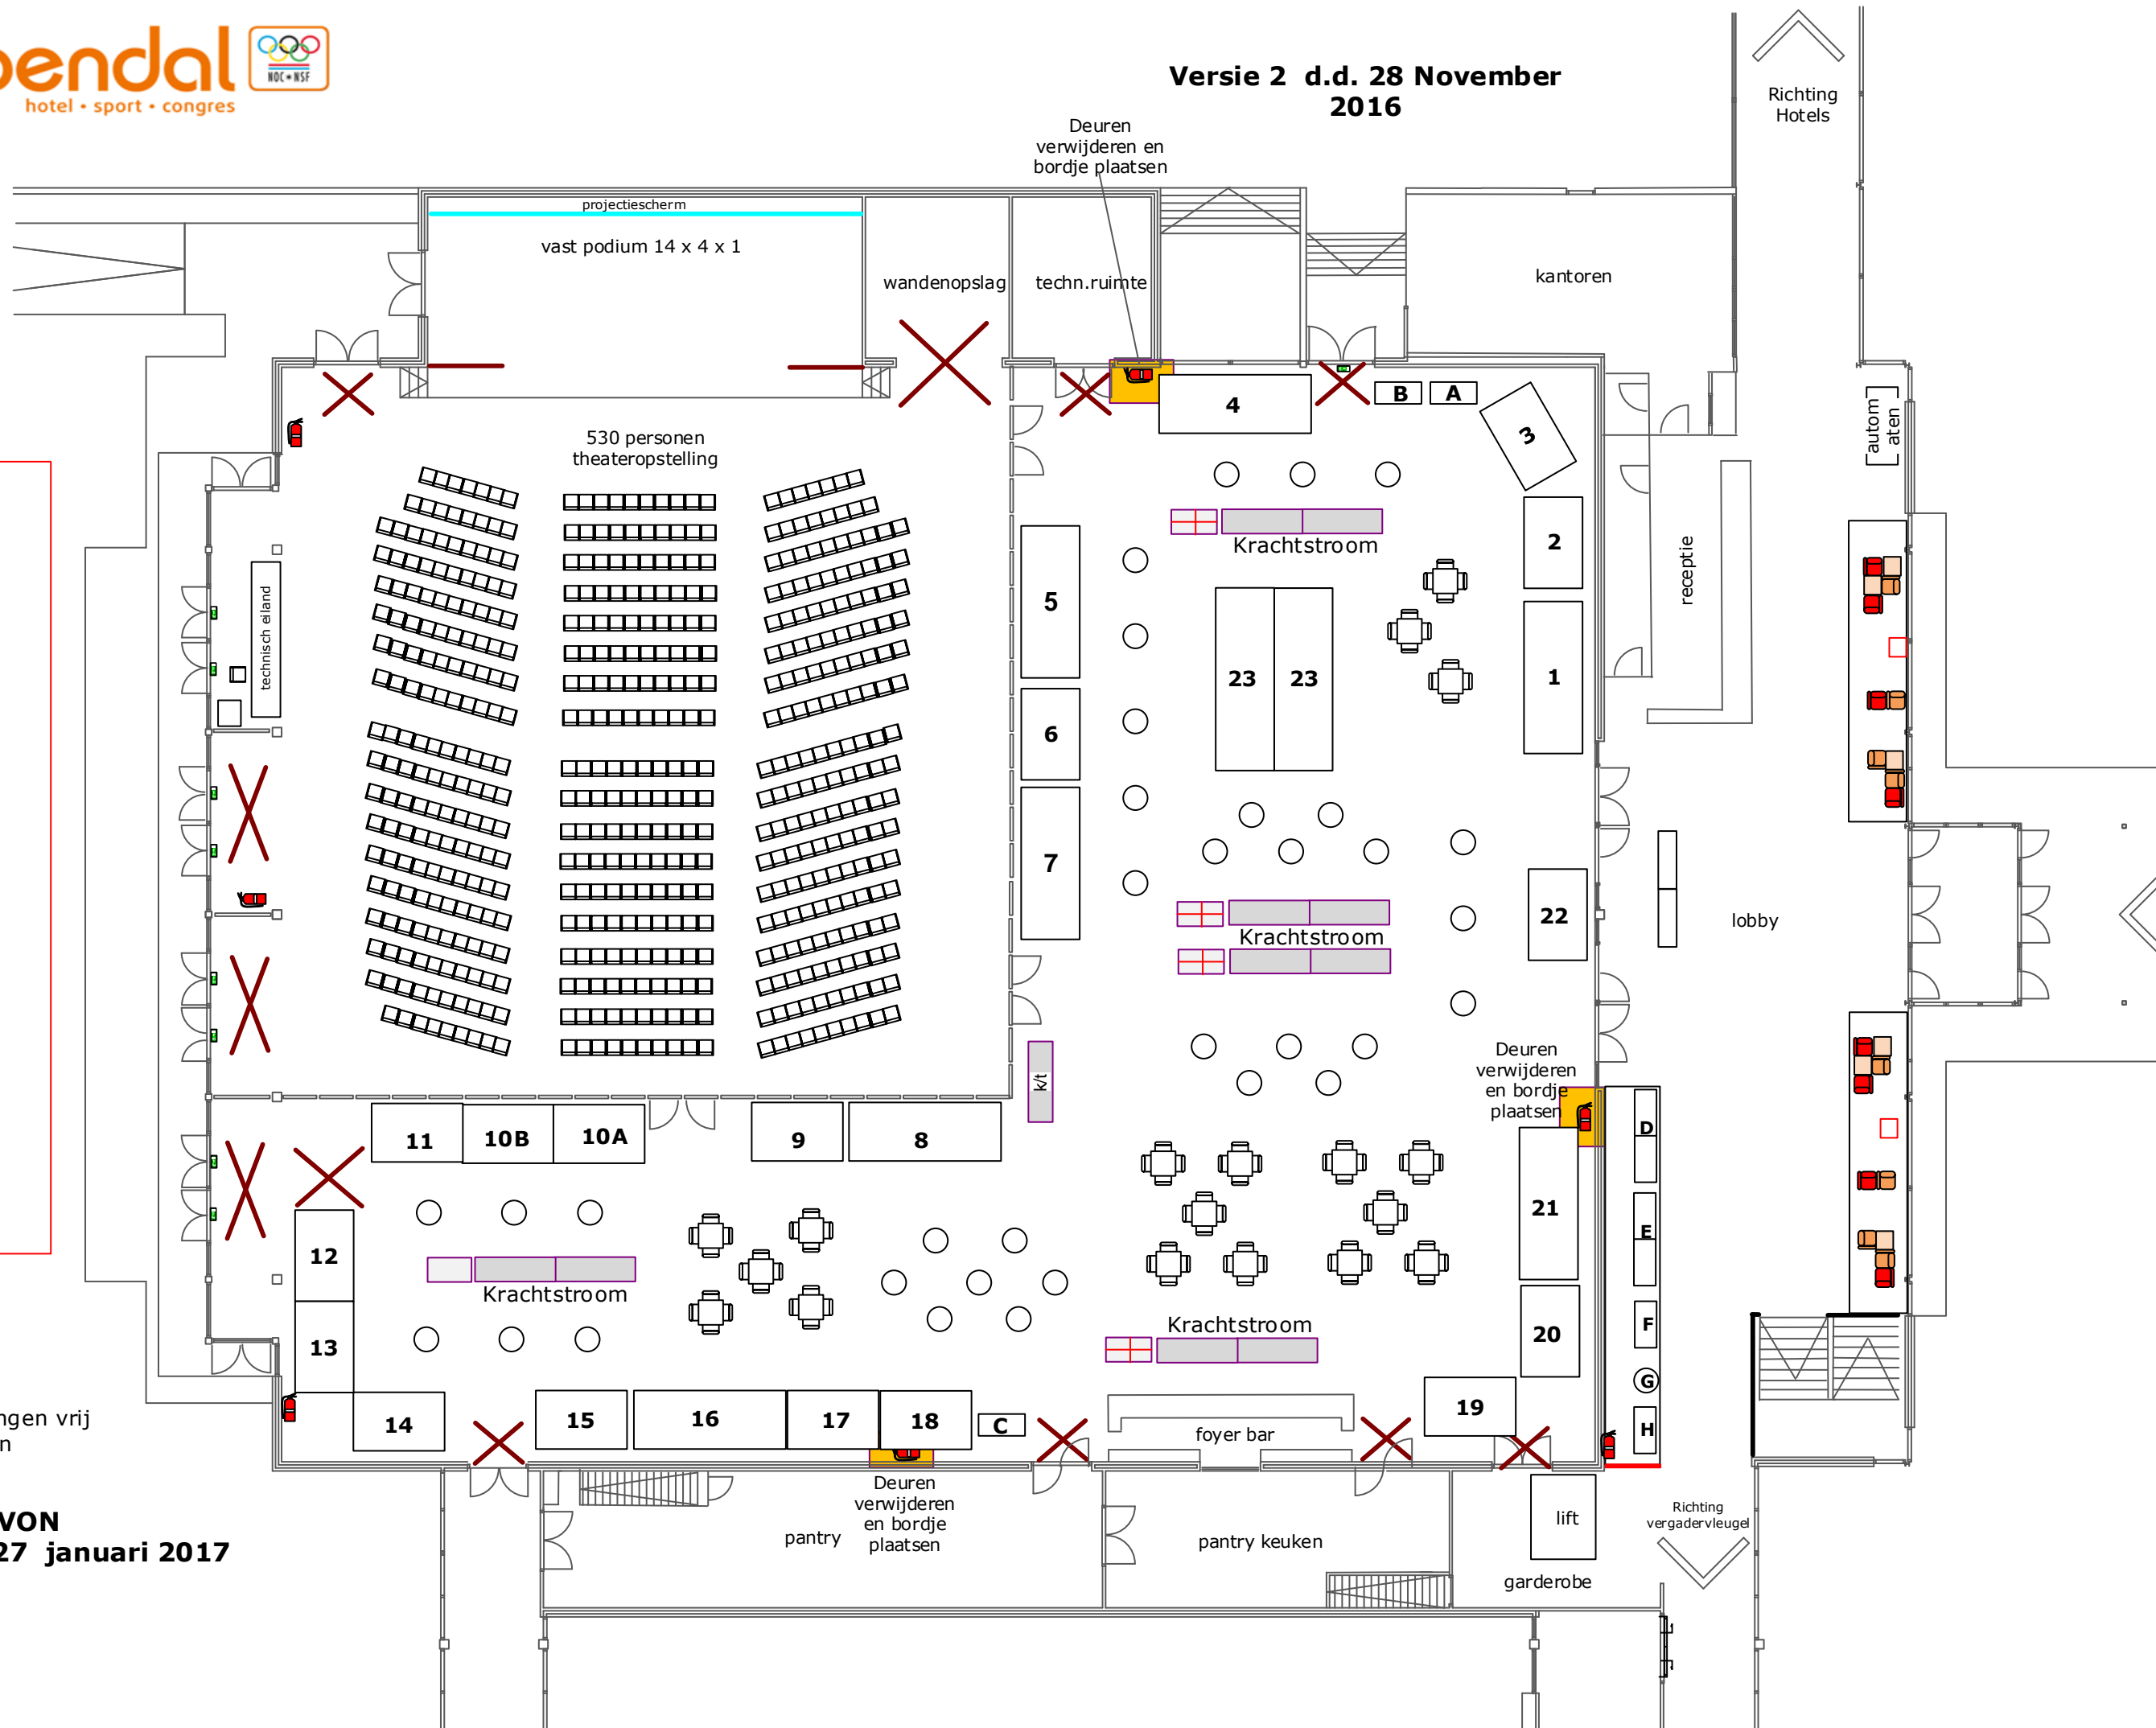 pendal
hotel • sport • congres
NOC*NSF
Versie 2 d.d. 28 November
2016
Richting
Hotels
Deuren
verwijderen en
bordje plaatsen
projectiescherm
vast podium 14 x 4 x 1
wandenopslag
techn.ruimte
kantoren
4
B
A
3
autom
aten
530 personen
theateropstelling
Krachtstroom
2
receptie
technisch eiland
5
23
23
1
6
7
22
lobby
Krachtstroom
k/t
Deuren
verwijderen
en bordje
plaatsen
D
11
10B
10A
9
8
21
E
12
Krachtstroom
13
Krachtstroom
20
F
G
14
15
16
17
18
C
foyer bar
19
H
ngen vrij
n
Deuren
verwijderen
en bordje
plaatsen
pantry
pantry keuken
lift
Richting
vergadervleugel
garderobe
VON
27 januari 2017